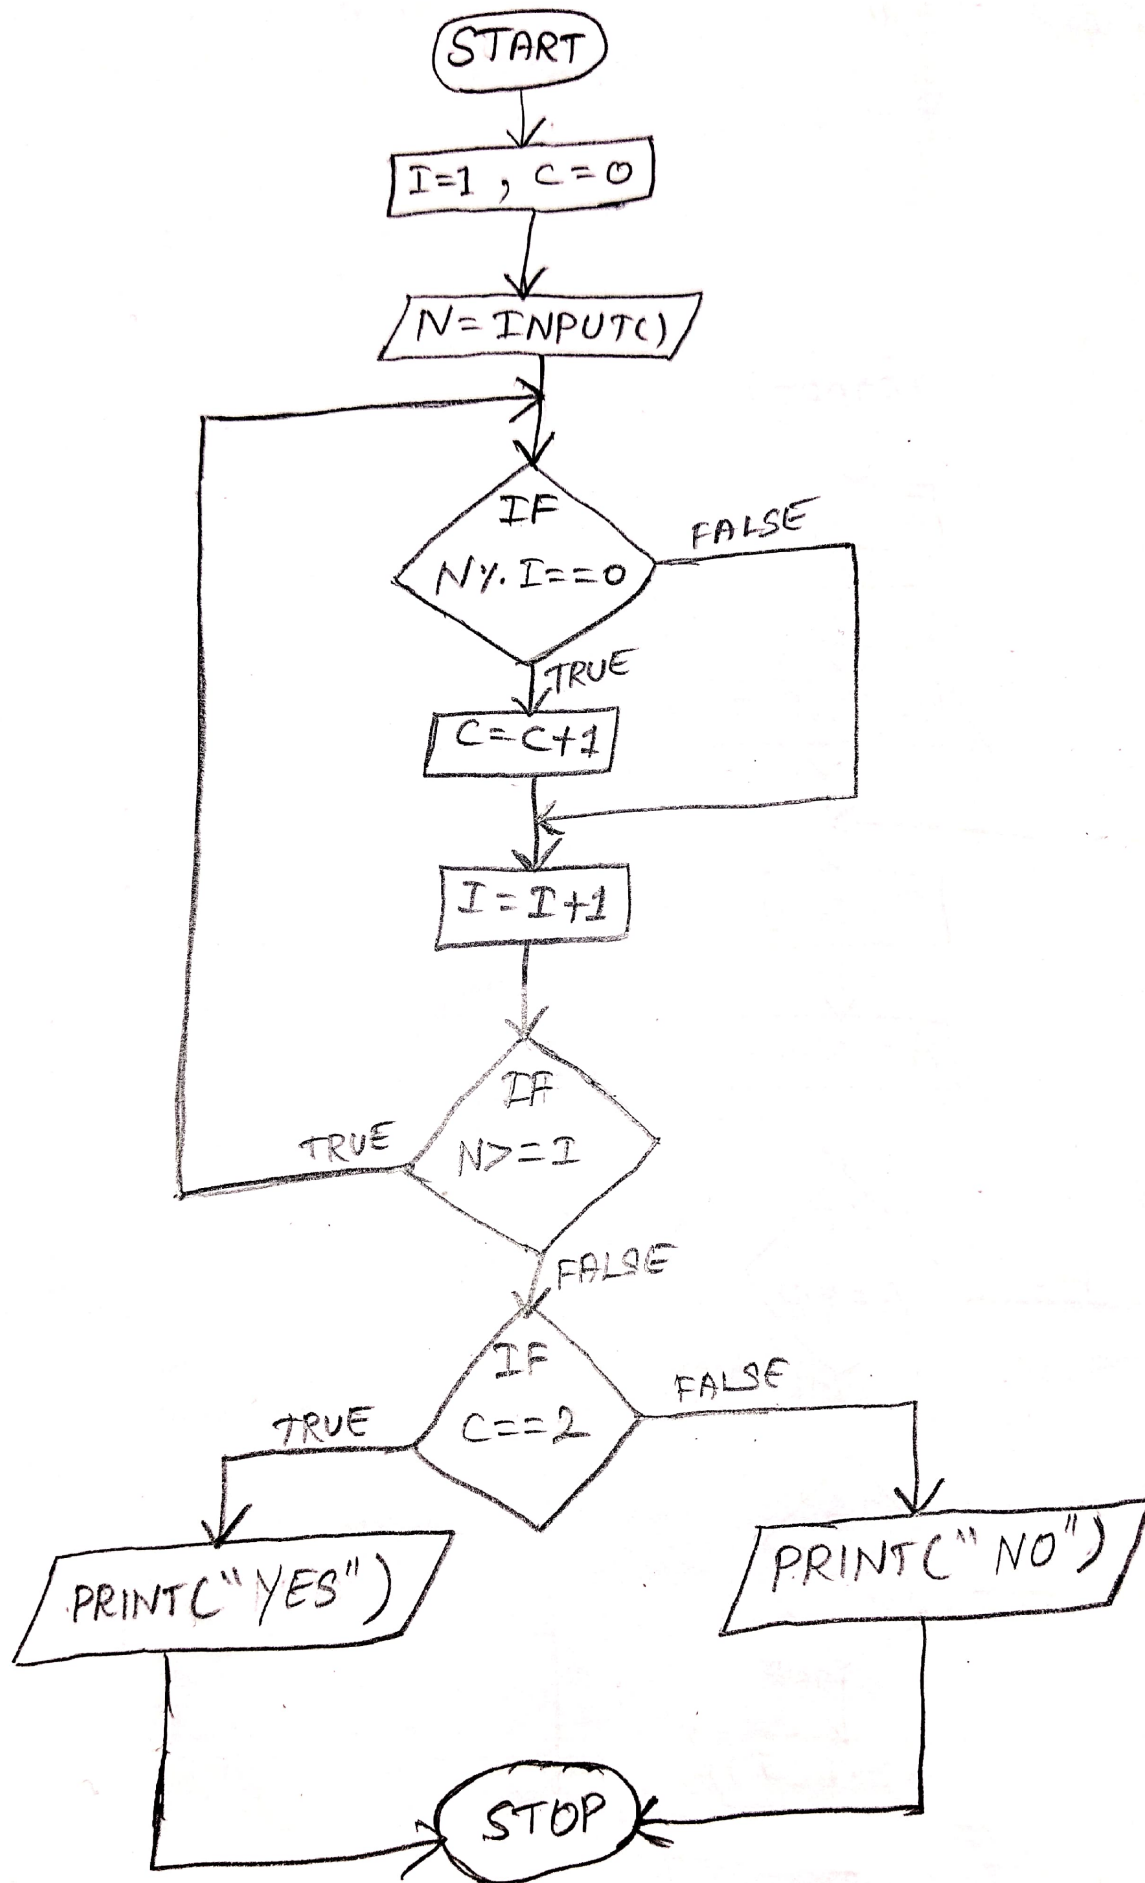 START
I=1, C=0
N=INPUT()
IF
N%I==0
FALSE
TRUE
C=C+1
I=I+1
IF
N>=I
TRUE
FALSE
IF
C==2
TRUE
FALSE
PRINT("YES")
PRINT("NO")
STOP